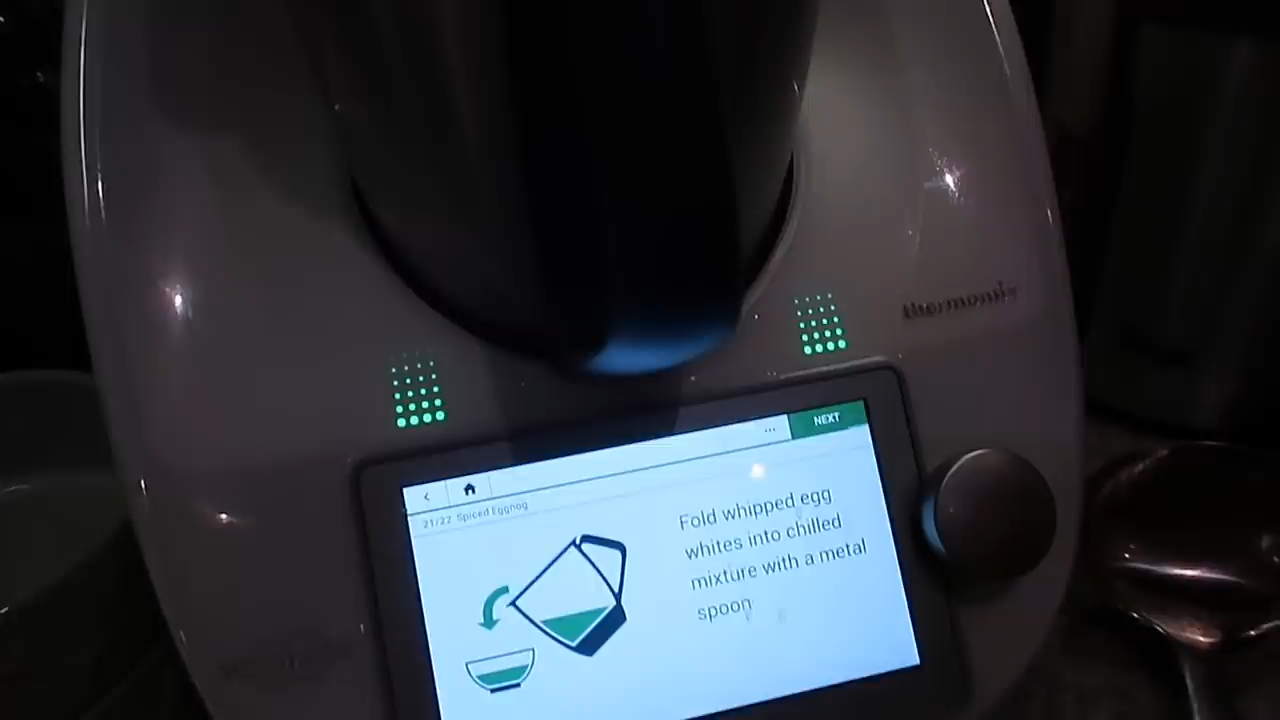 thermomix
NEXT
21/22 Spiced Eggnog
Fold whipped egg
whites into chilled
mixture with a metal
spoon